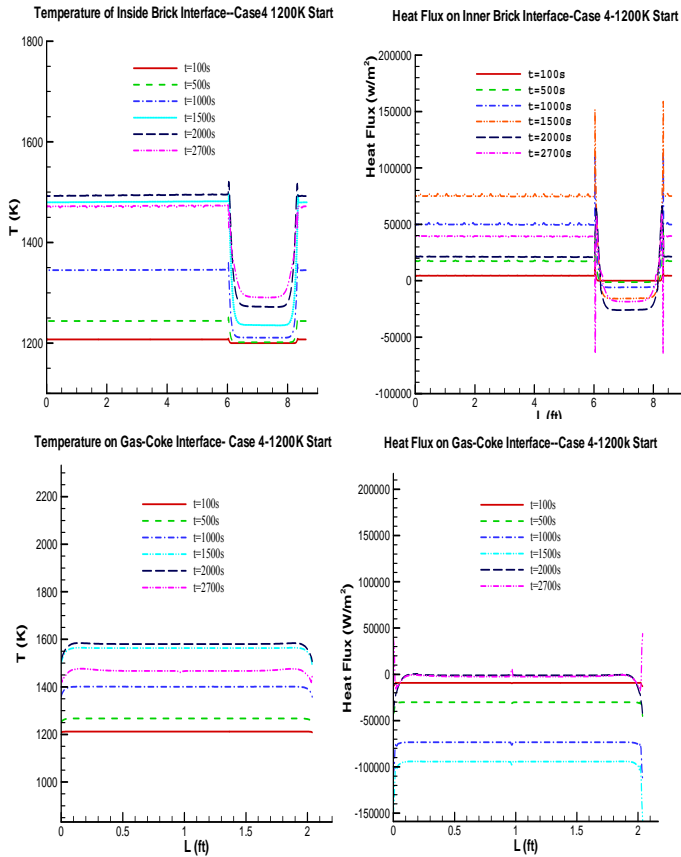 Temperature of Inside Brick Interface--Case4 1200K Start
1800
1600
1400
1200
T (K)
0
2
4
6
8
t=100s
t=500s
t=1000s
t=1500s
t=2000s
t=2700s
Heat Flux on Inner Brick Interface-Case 4-1200K Start
200000
150000
100000
50000
0
-50000
-100000
Heat Flux (w/m²)
0
2
4
6
8
L (ft)
t=100s
t=500s
t=1000s
t=1500s
t=2000s
t=2700s
Temperature on Gas-Coke Interface- Case 4-1200K Start
2200
2000
1800
1600
1400
1200
1000
T (K)
0
0.5
1
1.5
2
L (ft)
t=100s
t=500s
t=1000s
t=1500s
t=2000s
t=2700s
Heat Flux on Gas-Coke Interface--Case 4-1200k Start
200000
150000
100000
50000
0
-50000
-100000
-150000
Heat Flux (W/m²)
0
0.5
1
1.5
2
L (ft)
t=100s
t=500s
t=1000s
t=1500s
t=2000s
t=2700s